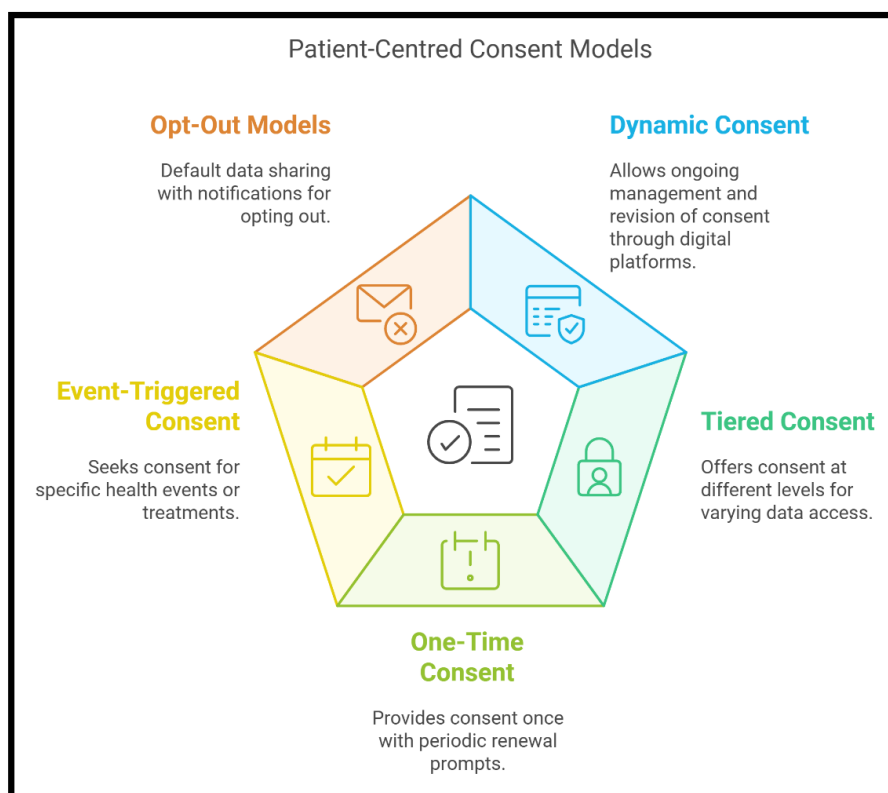 Patient-Centred Consent Models
Opt-Out Models
Default data sharing
with notifications for
opting out.
Dynamic Consent
Allows ongoing
management and
revision of consent
through digital
platforms.
Event-Triggered
Consent
Seeks consent for
specific health events or
treatments.
Tiered Consent
Offers consent at
different levels for
varying data access.
One-Time
Consent
Provides consent once
with periodic renewal
prompts.